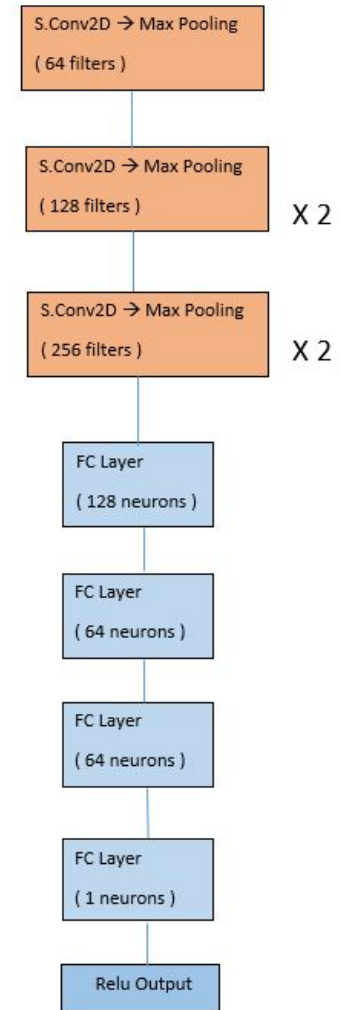 S.Conv2D → Max Pooling
( 64 filters )
S.Conv2D → Max Pooling
( 128 filters )
X 2
S.Conv2D → Max Pooling
( 256 filters )
X 2
FC Layer
( 128 neurons )
FC Layer
( 64 neurons )
FC Layer
( 64 neurons )
FC Layer
( 1 neurons )
Relu Output